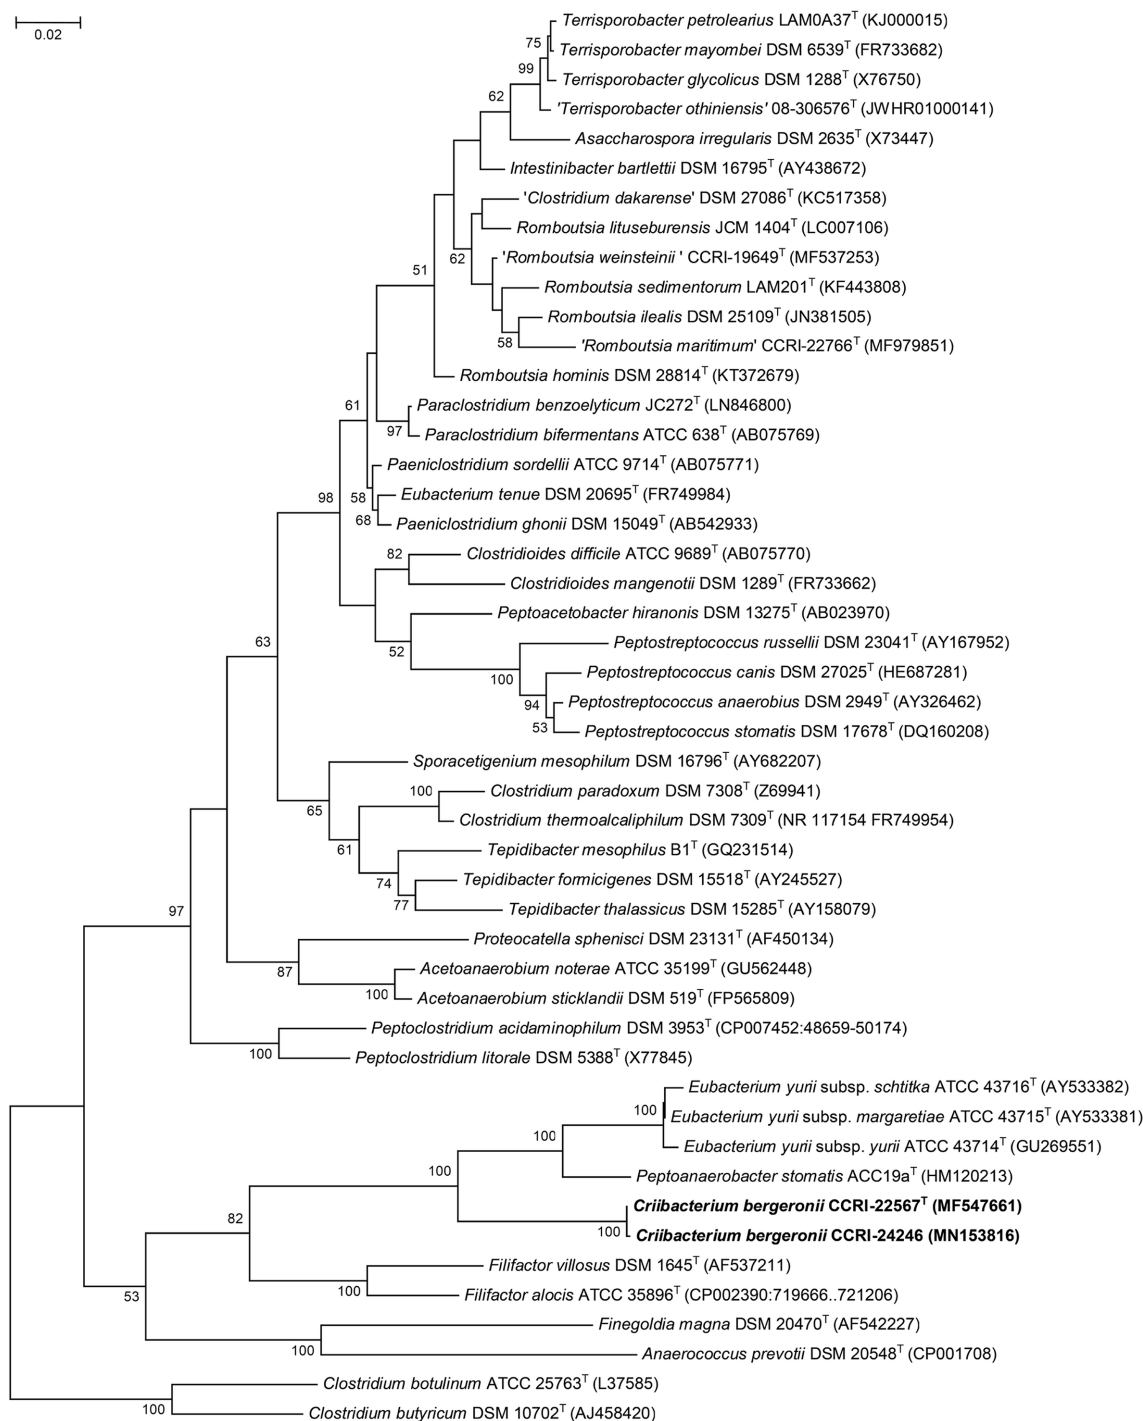 0.02
Terrisporobacter petrolearius LAM0A37ᵀ (KJ000015)
75
Terrisporobacter mayombei DSM 6539ᵀ (FR733682)
99
Terrisporobacter glycolicus DSM 1288ᵀ (X76750)
62
'Terrisporobacter othiniensis' 08-306576ᵀ (JWHR01000141)
Asaccharospora irregularis DSM 2635ᵀ (X73447)
Intestinibacter bartlettii DSM 16795ᵀ (AY438672)
'Clostridium dakarense' DSM 27086ᵀ (KC517358)
Romboutsia lituseburensis JCM 1404ᵀ (LC007106)
62
'Romboutsia weinsteinii ' CCRI-19649ᵀ (MF537253)
51
Romboutsia sedimentorum LAM201ᵀ (KF443808)
Romboutsia ilealis DSM 25109ᵀ (JN381505)
58
'Romboutsia maritimum' CCRI-22766ᵀ (MF979851)
Romboutsia hominis DSM 28814ᵀ (KT372679)
61
Paraclostridium benzoelyticum JC272ᵀ (LN846800)
97
Paraclostridium bifermentans ATCC 638ᵀ (AB075769)
Paeniclostridium sordellii ATCC 9714ᵀ (AB075771)
98
58
Eubacterium tenue DSM 20695ᵀ (FR749984)
68
Paeniclostridium ghonii DSM 15049ᵀ (AB542933)
82
Clostridioides difficile ATCC 9689ᵀ (AB075770)
Clostridioides mangenotii DSM 1289ᵀ (FR733662)
Peptoacetobacter hiranonis DSM 13275ᵀ (AB023970)
63
52
Peptostreptococcus russellii DSM 23041ᵀ (AY167952)
100
Peptostreptococcus canis DSM 27025ᵀ (HE687281)
94
Peptostreptococcus anaerobius DSM 2949ᵀ (AY326462)
53
Peptostreptococcus stomatis DSM 17678ᵀ (DQ160208)
Sporacetigenium mesophilum DSM 16796ᵀ (AY682207)
65
100
Clostridium paradoxum DSM 7308ᵀ (Z69941)
Clostridium thermoalcaliphilum DSM 7309ᵀ (NR 117154 FR749954)
61
Tepidibacter mesophilus B1ᵀ (GQ231514)
74
Tepidibacter formicigenes DSM 15518ᵀ (AY245527)
77
Tepidibacter thalassicus DSM 15285ᵀ (AY158079)
97
Proteocatella sphenisci DSM 23131ᵀ (AF450134)
87
Acetoanaerobium noterae ATCC 35199ᵀ (GU562448)
100
Acetoanaerobium sticklandii DSM 519ᵀ (FP565809)
Peptoclostridium acidaminophilum DSM 3953ᵀ (CP007452:48659-50174)
100
Peptoclostridium litorale DSM 5388ᵀ (X77845)
Eubacterium yurii subsp. schtitka ATCC 43716ᵀ (AY533382)
100
Eubacterium yurii subsp. margaretiae ATCC 43715ᵀ (AY533381)
100
Eubacterium yurii subsp. yurii ATCC 43714ᵀ (GU269551)
100
Peptoanaerobacter stomatis ACC19aᵀ (HM120213)
Criibacterium bergeronii CCRI-22567ᵀ (MF547661)
82
100
Criibacterium bergeronii CCRI-24246 (MN153816)
Filifactor villosus DSM 1645ᵀ (AF537211)
100
53
Filifactor alocis ATCC 35896ᵀ (CP002390:719666..721206)
Finegoldia magna DSM 20470ᵀ (AF542227)
100
Anaerococcus prevotii DSM 20548ᵀ (CP001708)
Clostridium botulinum ATCC 25763ᵀ (L37585)
100
Clostridium butyricum DSM 10702ᵀ (AJ458420)